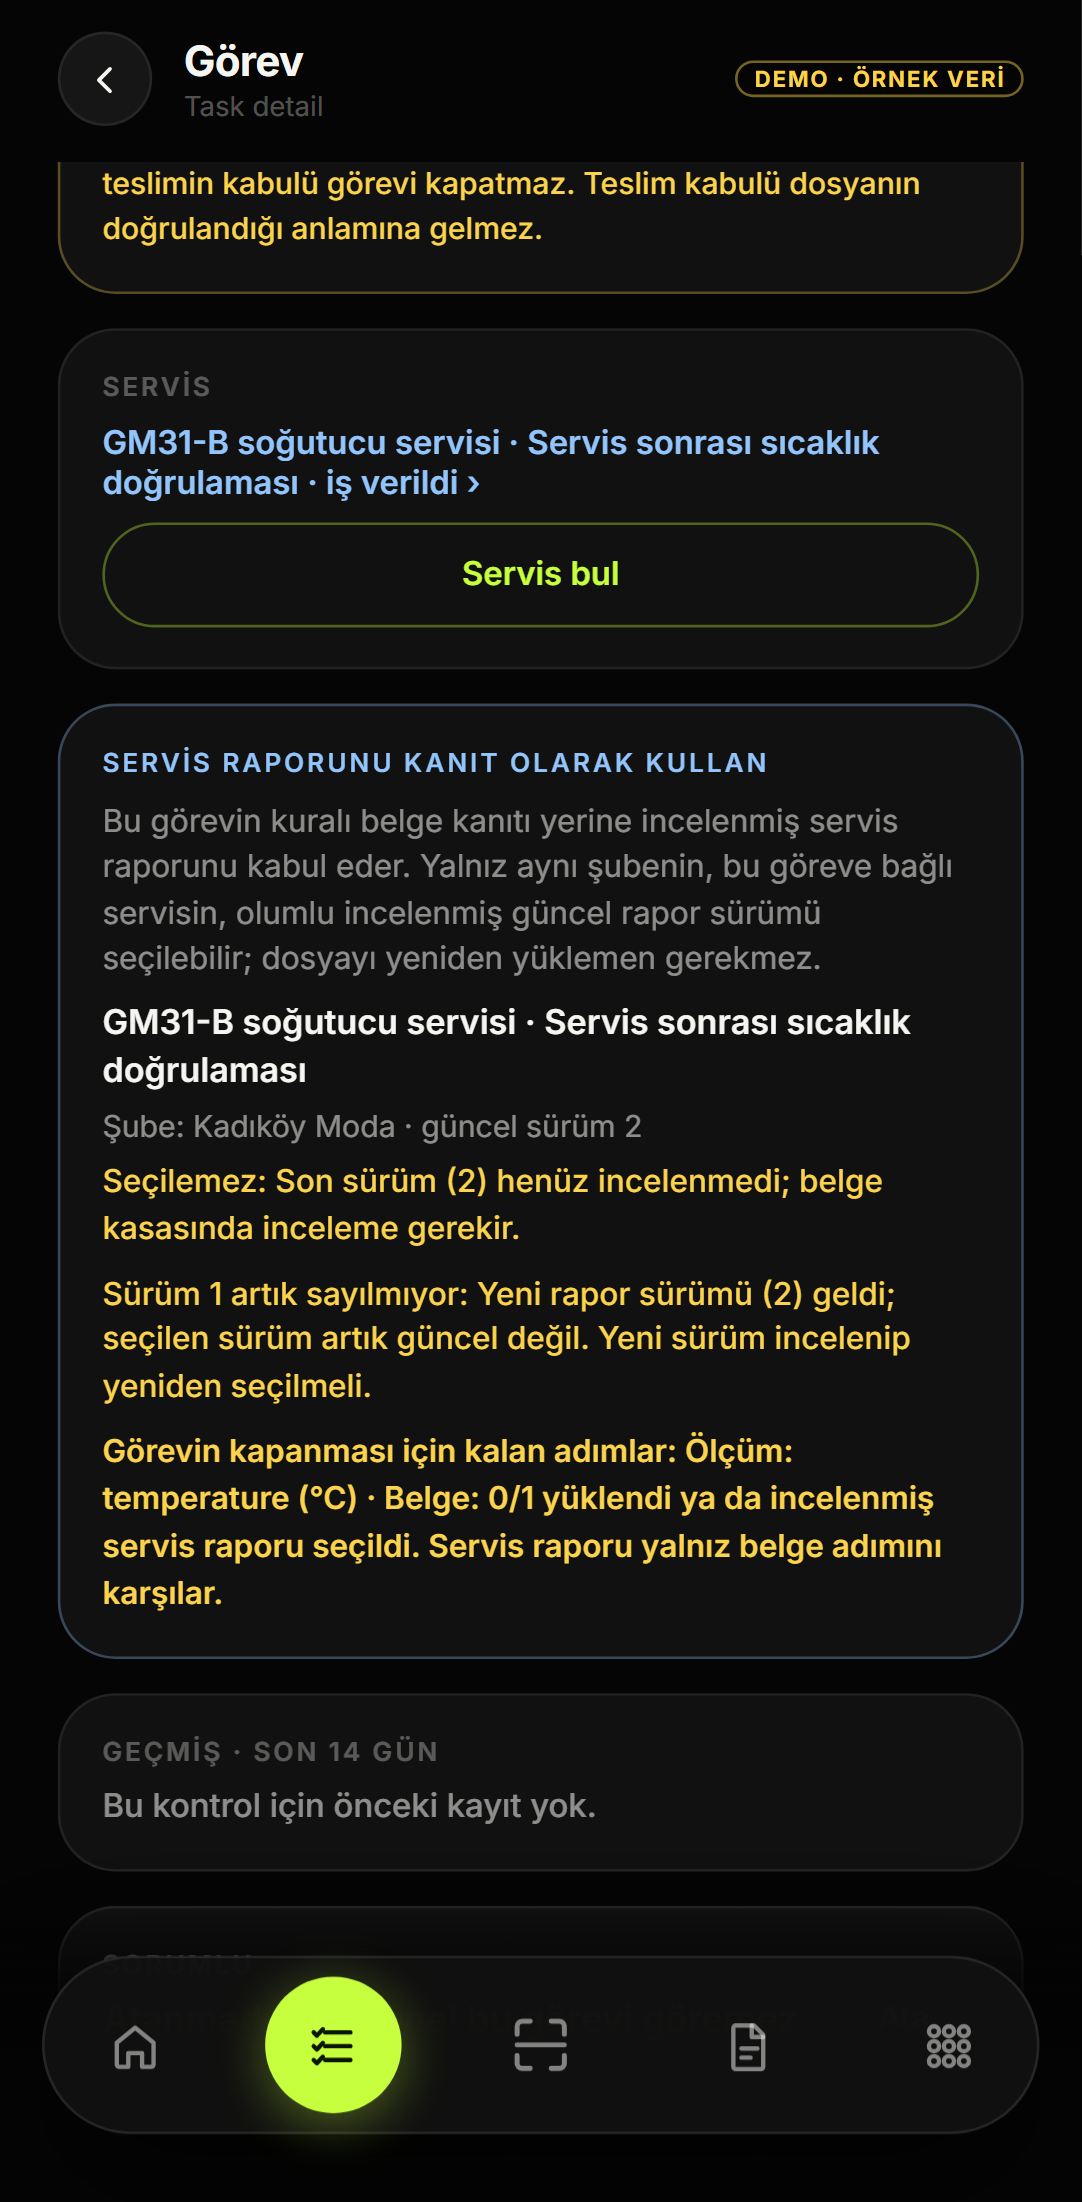 Görev
Task detail
DEMO · ÖRNEK VERİ
teslimin kabulü görevi kapatmaz. Teslim kabulü dosyanın
doğrulandığı anlamına gelmez.
SERVİS
GM31-B soğutucu servisi · Servis sonrası sıcaklık
doğrulaması · iş verildi ›
Servis bul
SERVİS RAPORUNU KANIT OLARAK KULLAN
Bu görevin kuralı belge kanıtı yerine incelenmiş servis
raporunu kabul eder. Yalnız aynı şubenin, bu göreve bağlı
servisin, olumlu incelenmiş güncel rapor sürümü
seçilebilir; dosyayı yeniden yüklemen gerekmez.
GM31-B soğutucu servisi · Servis sonrası sıcaklık
doğrulaması
Şube: Kadıköy Moda · güncel sürüm 2
Seçilemez: Son sürüm (2) henüz incelenmedi; belge
kasasında inceleme gerekir.
Sürüm 1 artık sayılmıyor: Yeni rapor sürümü (2) geldi;
seçilen sürüm artık güncel değil. Yeni sürüm incelenip
yeniden seçilmeli.
Görevin kapanması için kalan adımlar: Ölçüm:
temperature (°C) · Belge: 0/1 yüklendi ya da incelenmiş
servis raporu seçildi. Servis raporu yalnız belge adımını
karşılar.
GEÇMİŞ · SON 14 GÜN
Bu kontrol için önceki kayıt yok.
SORUMLU
bu görevi göremez